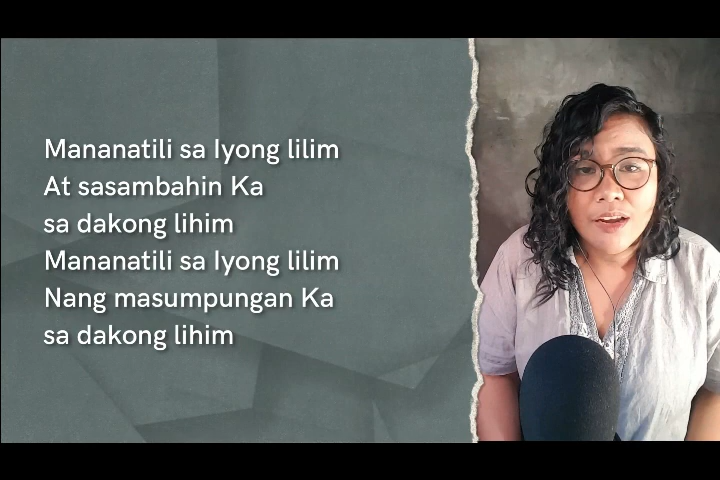 Mananatili sa Iyong lilim
At sasambahin Ka
sa dakong lihim
Mananatili sa Iyong lilim
Nang masumpungan Ka
sa dakong lihim